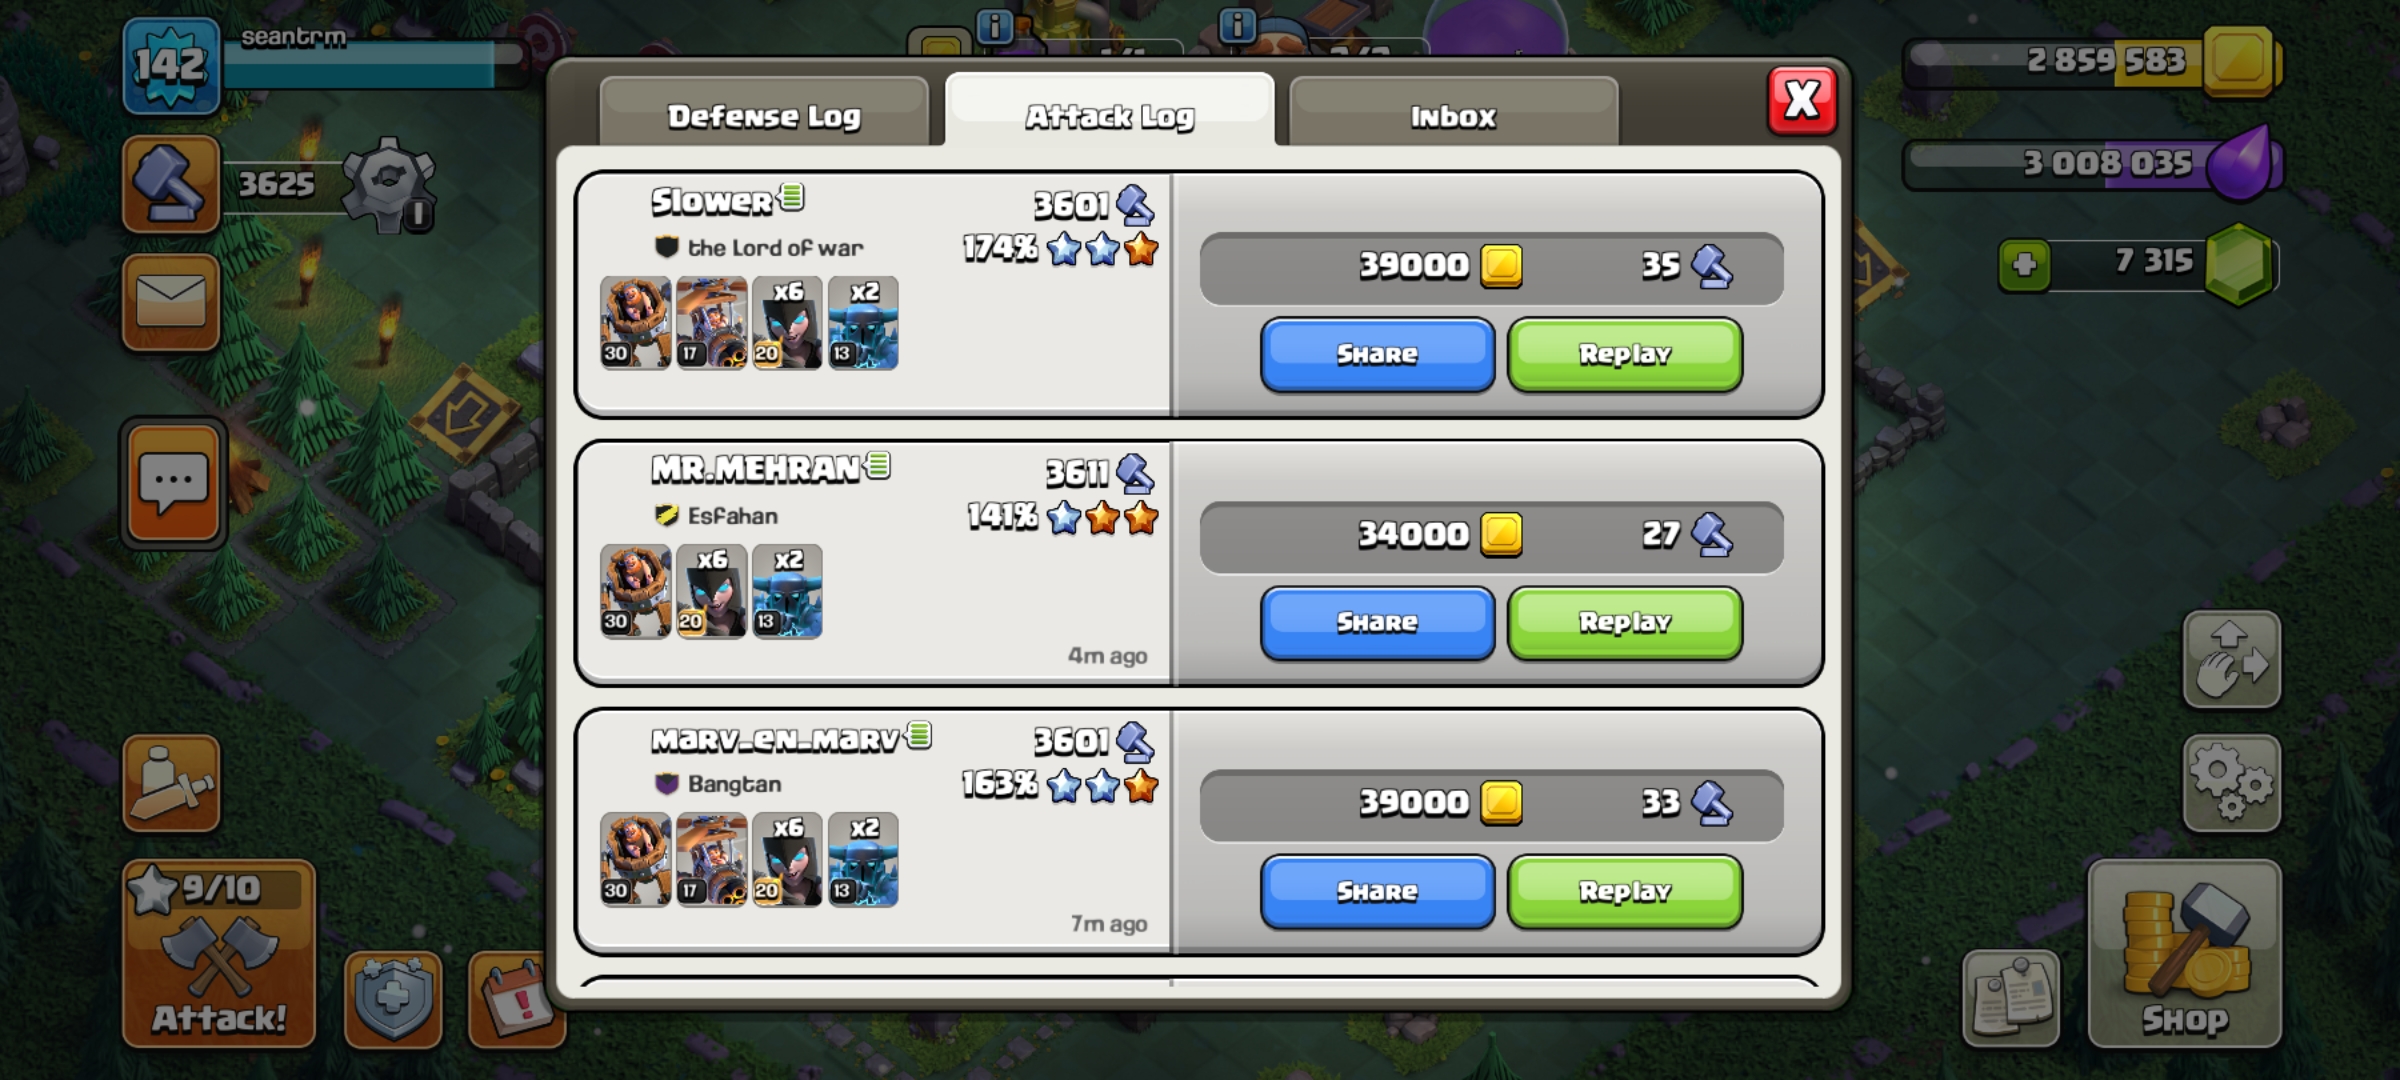 142
seantrm
3625
1
2 859 583
3 008 035
7 315
Defense Log
Attack Log
Inbox
X
Slower
3601
the Lord of war
174%
x6
x2
30
17
20
13
39000
35
Share
Replay
MR.MEHRAN
3611
Esfahan
141%
x6
x2
30
20
13
4m ago
34000
27
Share
Replay
Marv_en_Marv
3601
Bangtan
163%
x6
x2
30
17
20
13
7m ago
39000
33
Share
Replay
9/10
Attack!
Shop